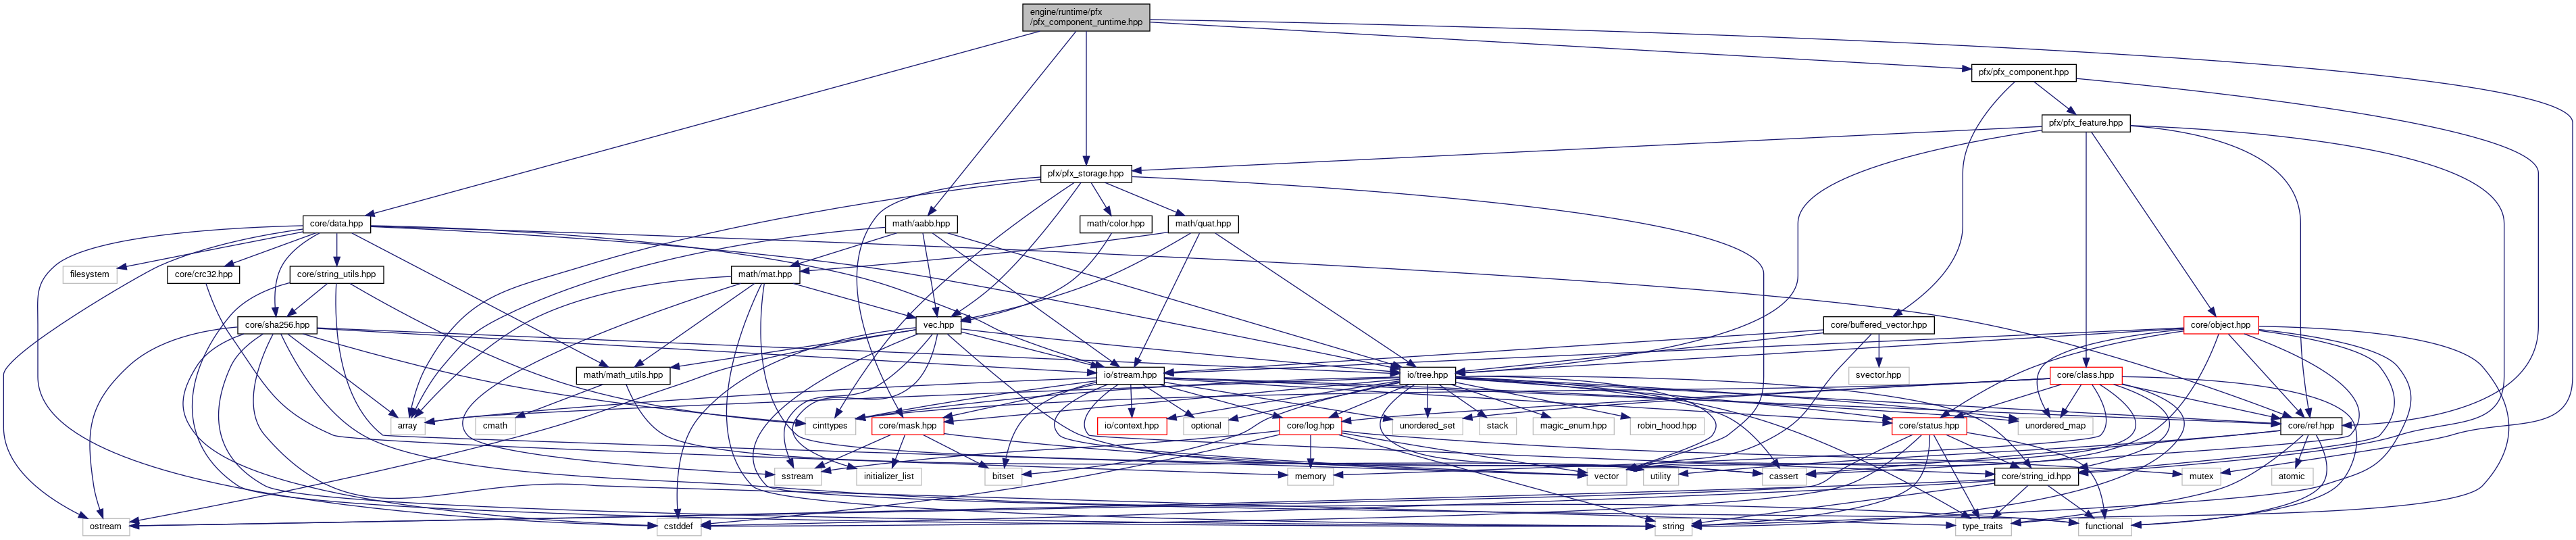 engine/runtime/pfx
/pfx_component_runtime.hpp
pfx/pfx_component.hpp
pfx/pfx_feature.hpp
pfx/pfx_storage.hpp
core/data.hpp
math/aabb.hpp
math/color.hpp
math/quat.hpp
filesystem
core/crc32.hpp
core/string_utils.hpp
math/mat.hpp
core/sha256.hpp
vec.hpp
core/buffered_vector.hpp
core/object.hpp
math/math_utils.hpp
io/stream.hpp
io/tree.hpp
svector.hpp
core/class.hpp
array
cmath
cinttypes
core/mask.hpp
io/context.hpp
optional
core/log.hpp
unordered_set
stack
magic_enum.hpp
robin_hood.hpp
core/status.hpp
unordered_map
core/ref.hpp
sstream
initializer_list
bitset
memory
vector
utility
cassert
core/string_id.hpp
mutex
atomic
ostream
cstddef
string
type_traits
functional